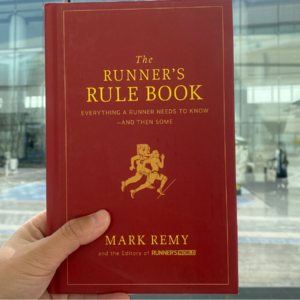 The
RUNNER'S
RULE BOOK
EVERYTHING A RUNNER NEEDS TO KNOW
—AND THEN SOME
MARK REMY
and the Editors of RUNNER'S WORLD